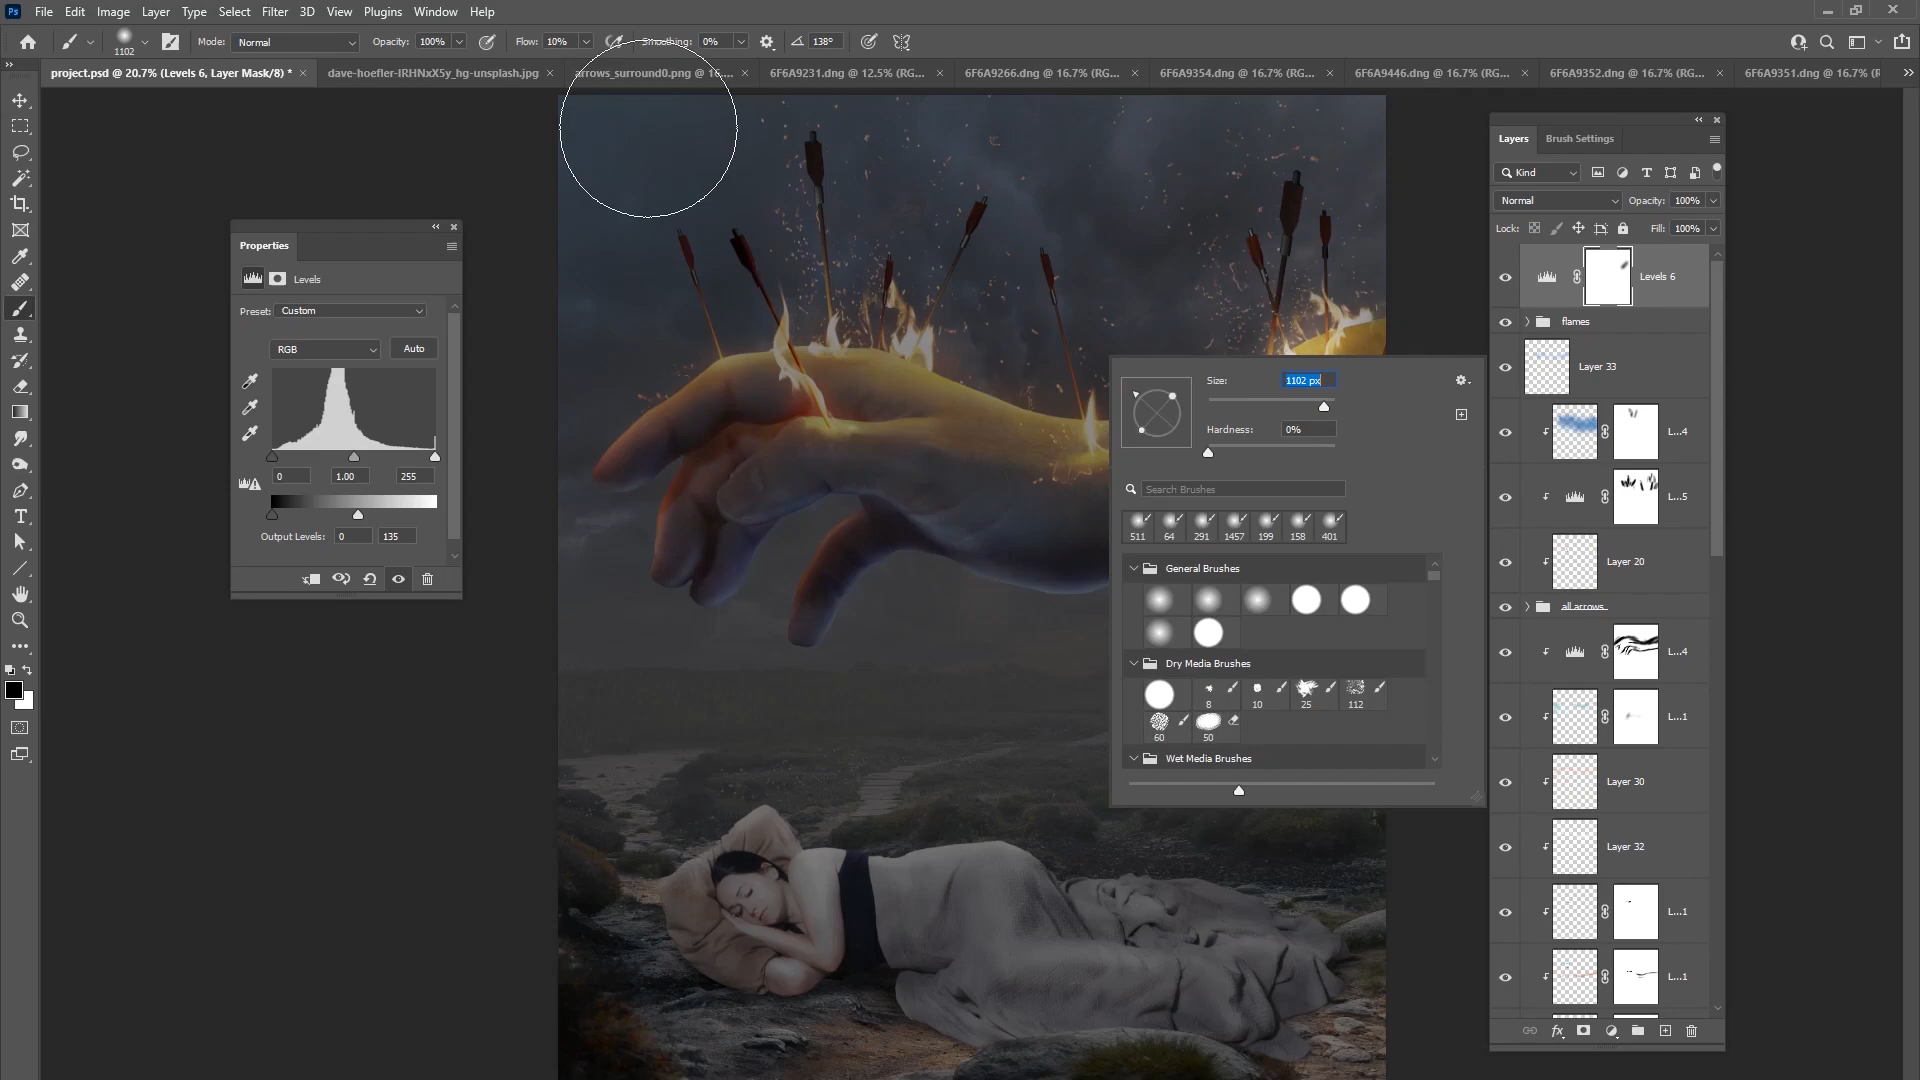 Ps File Edit Image Layer Type Select Filter 3D View Plugins Window Help
1102 Mode: Normal Opacity: 100% Flow: 10% Smoothing: 0% 138°
project.psd @ 20.7% (Levels 6, Layer Mask/8) * dave-hoefler-IRHNxX5y_hg-unsplash.jpg arrows_surround0.png @ 16.... 6F6A9231.dng @ 12.5% (RG... 6F6A9266.dng @ 16.7% (RG... 6F6A9354.dng @ 16.7% (RG... 6F6A9446.dng @ 16.7% (RG... 6F6A9352.dng @ 16.7% (RG... 6F6A9351.dng @ 16.7% (R
Properties
Levels
Preset: Custom
RGB Auto
0 1.00 255
Output Levels: 0 135
Size: 1102 px
Hardness: 0%
Search Brushes
511 64 291 1457 199 158 401
General Brushes
Dry Media Brushes
8 10 25 112
60 50
Wet Media Brushes
Layers Brush Settings
Kind
Normal Opacity: 100%
Lock: Fill: 100%
Levels 6
flames
Layer 33
L...4
L...5
Layer 20
all arrows
L...4
L...1
Layer 30
Layer 32
L...1
L...1
fx